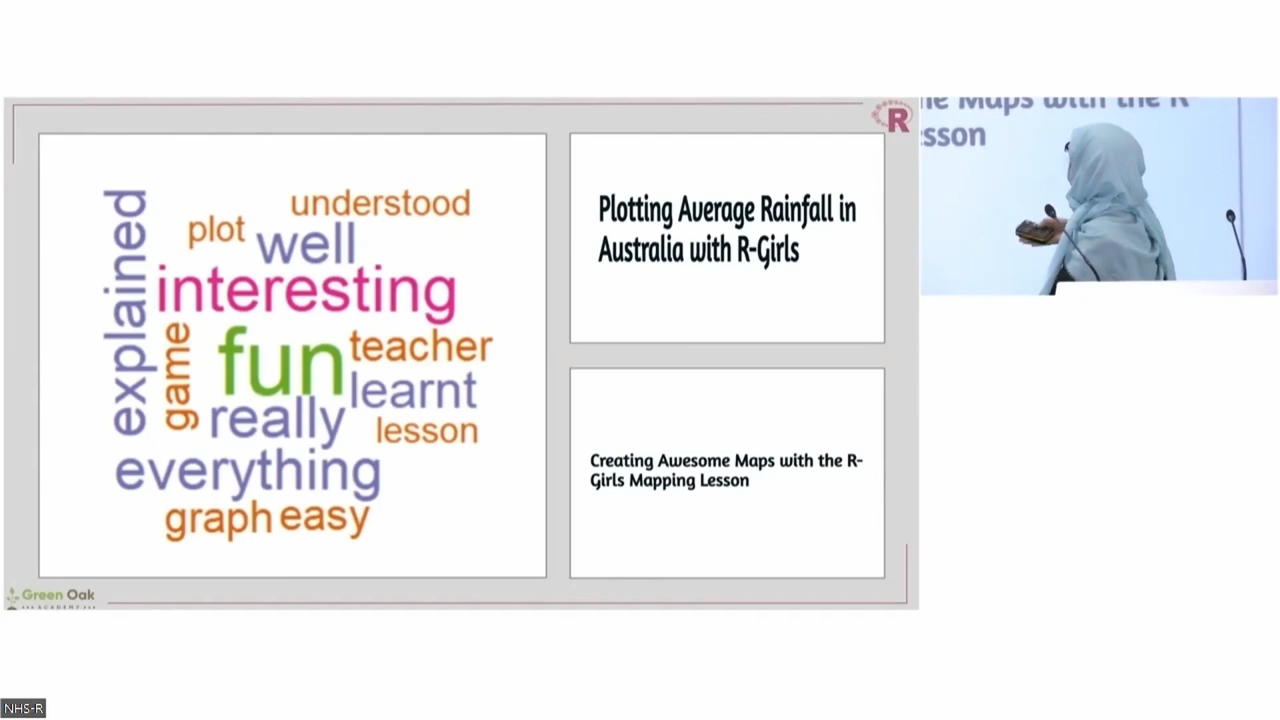 understood
plot
well
explained
interesting
game
fun
teacher
learnt
really
lesson
everything
graph
easy
Plotting Average Rainfall in
Australia with R-Girls
Creating Awesome Maps with the R-
Girls Mapping Lesson
R
Green Oak
ACADEMY
Maps with the R
sson
NHS-R